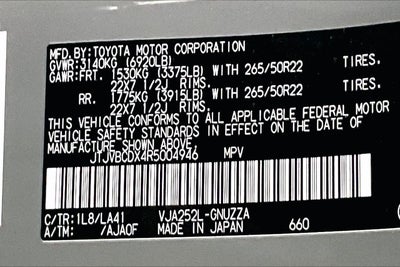 MFD. BY: TOYOTA MOTOR CORPORATION
GVWR: 3140KG (6920LB)
GAWR: FRT. 1530KG (3375LB) WITH 265/50R22 TIRES.
22X7 1/2J RIMS.
RR. 1775KG (3915LB) WITH 265/50R22 TIRES.
22X7 1/2J RIMS.
THIS VEHICLE CONFORMS TO ALL APPLICABLE FEDERAL MOTOR
VEHICLE SAFETY STANDARDS IN EFFECT ON THE DATE OF
MANUFACTURE SHOWN ABOVE.
JTJVBCDX4R5004946 MPV
C/TR: 1L8/LA41 VJA252L-GNUZZA
A/TM: /AJA0F MADE IN JAPAN 660